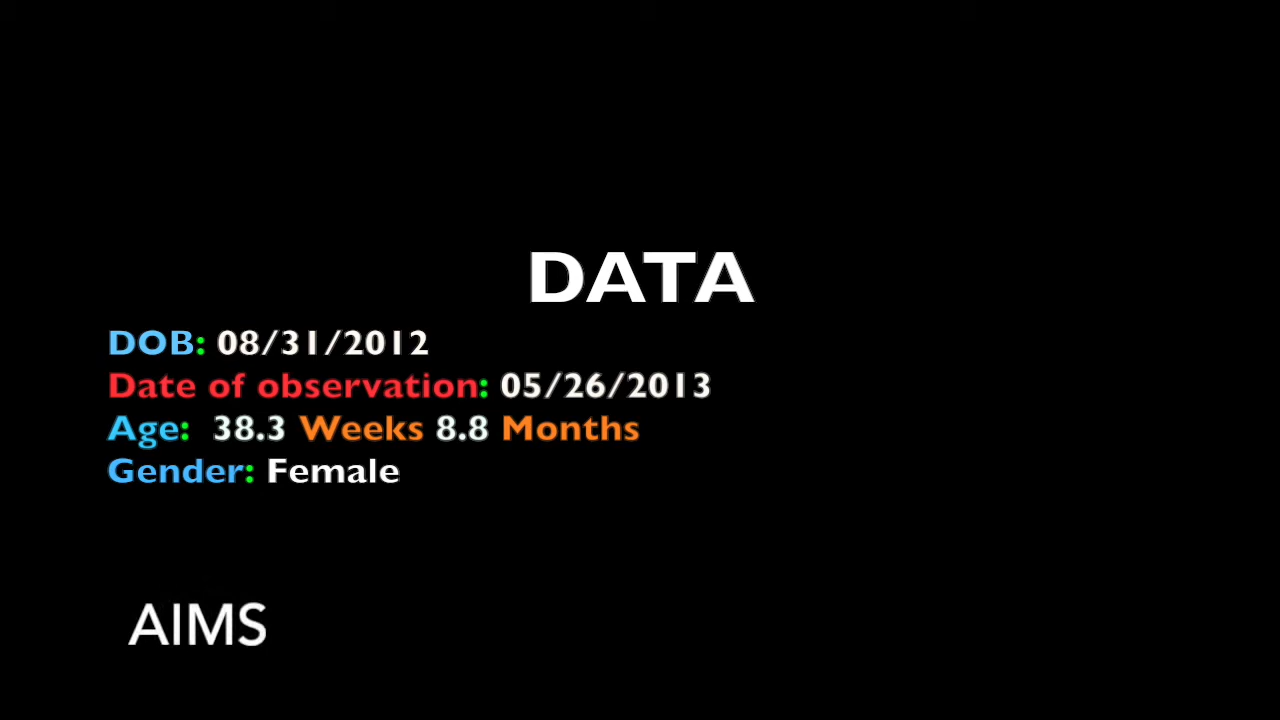 DATA
DOB: 08/31/2012
Date of observation: 05/26/2013
Age:  38.3 Weeks 8.8 Months
Gender: Female
AIMS